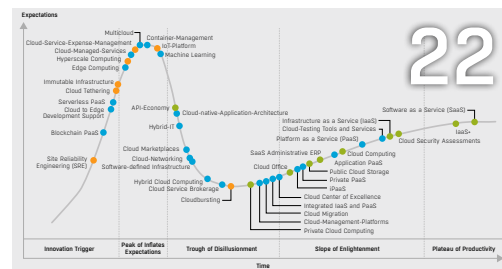 Expectations
22
Multicloud
Cloud-Service-Expense-Management
Container-Management
Cloud-Managed-Services
IoT-Platform
Hyperscale Computing
Machine Learning
Edge Computing
Immutable Infrastructure
Cloud Tethering
Serverless PaaS
Cloud to Edge
Development Support
Blockchain PaaS
Site Reliability
Engineering (SRE)
API-Economy
Cloud-native-Application-Architecture
Hybrid-IT
Cloud Marketplaces
Cloud-Networking
Software-defined Infrastructure
Hybrid Cloud Computing
Cloud Service Brokerage
Cloudbursting
Software as a Service (SaaS)
Infrastructure as a Service (IaaS)
Cloud-Testing Tools and Services
Platform as a Service (PaaS)
IaaS+
Cloud Security Assessments
SaaS Administrative ERP
Cloud Computing
Cloud Office
Application PaaS
Public Cloud Storage
Private PaaS
iPaaS
Cloud Center of Excellence
Integrated IaaS and PaaS
Cloud Migration
Cloud-Management-Platforms
Private Cloud Computing
Innovation Trigger
Peak of Inflates
Expectations
Trough of Disillusionment
Slope of Enlightenment
Plateau of Productivity
Time